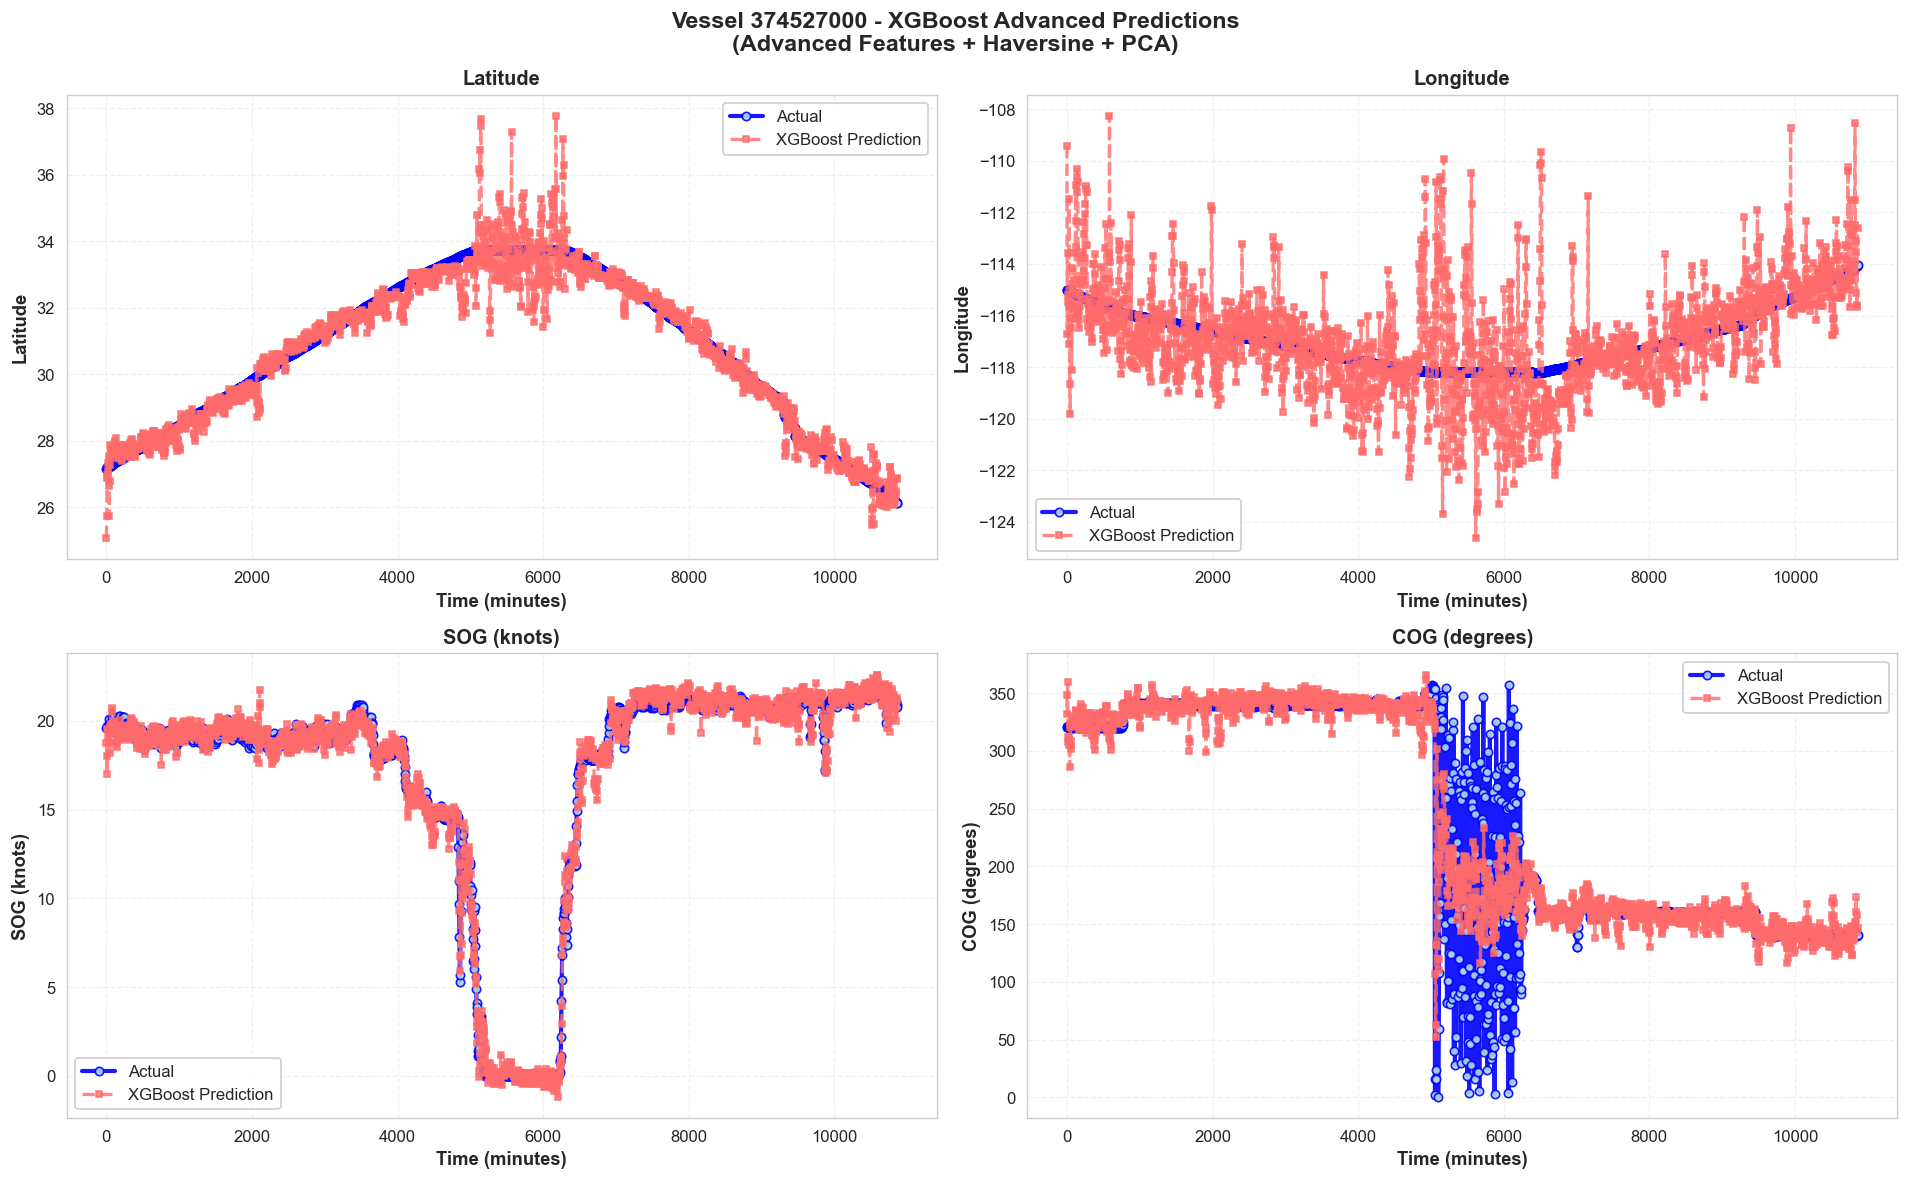 Vessel 374527000 - XGBoost Advanced Predictions
(Advanced Features + Haversine + PCA)
Latitude
38
36
34
32
30
28
26
Latitude
Actual
XGBoost Prediction
0 2000 4000 6000 8000 10000
Time (minutes)
Longitude
−108
−110
−112
−114
−116
−118
−120
−122
−124
Longitude
Actual
XGBoost Prediction
0 2000 4000 6000 8000 10000
Time (minutes)
SOG (knots)
20
15
10
5
0
SOG (knots)
Actual
XGBoost Prediction
0 2000 4000 6000 8000 10000
Time (minutes)
COG (degrees)
350
300
250
200
150
100
50
0
COG (degrees)
Actual
XGBoost Prediction
0 2000 4000 6000 8000 10000
Time (minutes)